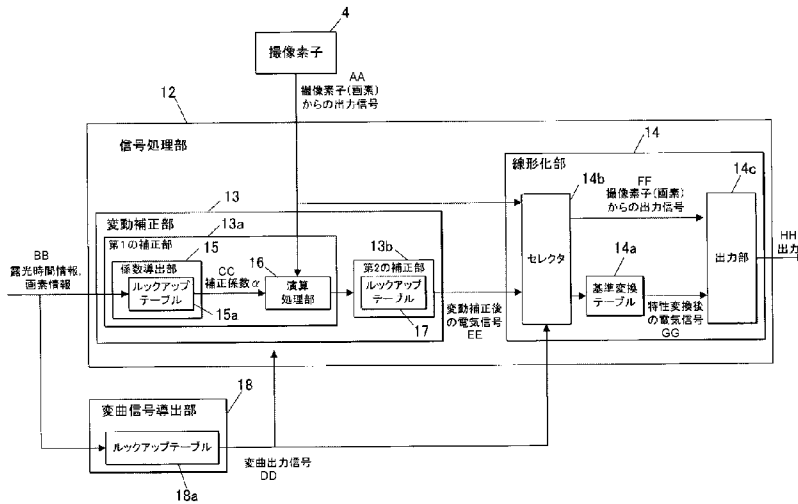 4
撮像素子
AA
撮像素子(画素)
からの出力信号
12
信号処理部
14
線形化部
14b
14c
FF
撮像素子(画素)
からの出力信号
HH
出力
13
変動補正部
13a
第1の補正部
15
係数導出部
ルックアップ
テーブル
15a
CC
補正係数α
16
演算
処理部
13b
第2の補正部
ルックアップ
テーブル
17
BB
露光時間情報,
画素情報
セレクタ
14a
基準変換
テーブル
出力部
変動補正後
の電気信号
EE
特性変換後
の電気信号
GG
18
変曲信号導出部
ルックアップテーブル
18a
変曲出力信号
DD